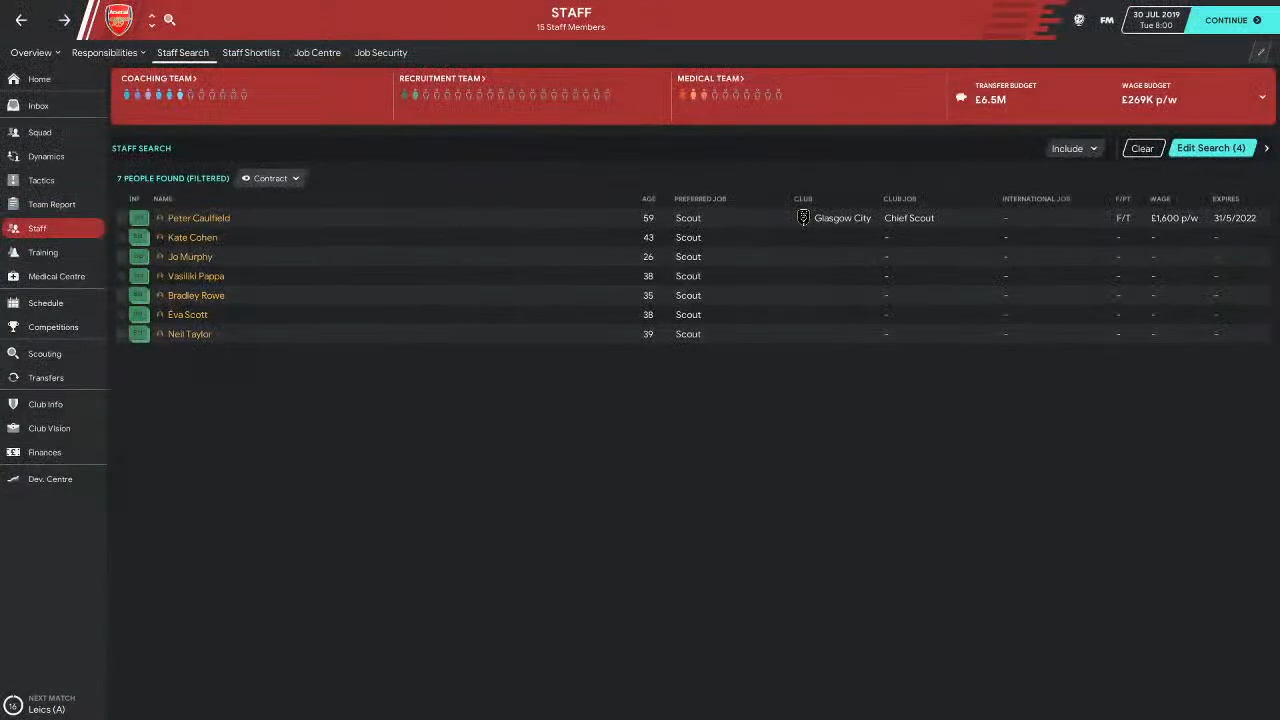 STAFF
15 Staff Members
FM
30 JUL 2019
Tue 8:00
CONTINUE
Overview
Responsibilities
Staff Search
Staff Shortlist
Job Centre
Job Security
Home
Inbox
Squad
Dynamics
Tactics
Team Report
Staff
Training
Medical Centre
Schedule
Competitions
Scouting
Transfers
Club Info
Club Vision
Finances
Dev. Centre
NEXT MATCH
16 Leics (A)
COACHING TEAM
RECRUITMENT TEAM
MEDICAL TEAM
TRANSFER BUDGET
£6.5M
WAGE BUDGET
£269K p/w
STAFF SEARCH
Include
Clear
Edit Search (4)
7 PEOPLE FOUND (FILTERED)
Contract
INF NAME AGE PREFERRED JOB CLUB CLUB JOB INTERNATIONAL JOB F/PT WAGE EXPIRES
Peter Caulfield 59 Scout Glasgow City Chief Scout - F/T £1,600 p/w 31/5/2022
Kate Cohen 43 Scout - - - - -
Jo Murphy 26 Scout - - - - -
Vasiliki Pappa 38 Scout - - - - -
Bradley Rowe 35 Scout - - - - -
Éva Scott 38 Scout - - - - -
Neil Taylor 39 Scout - - - - -